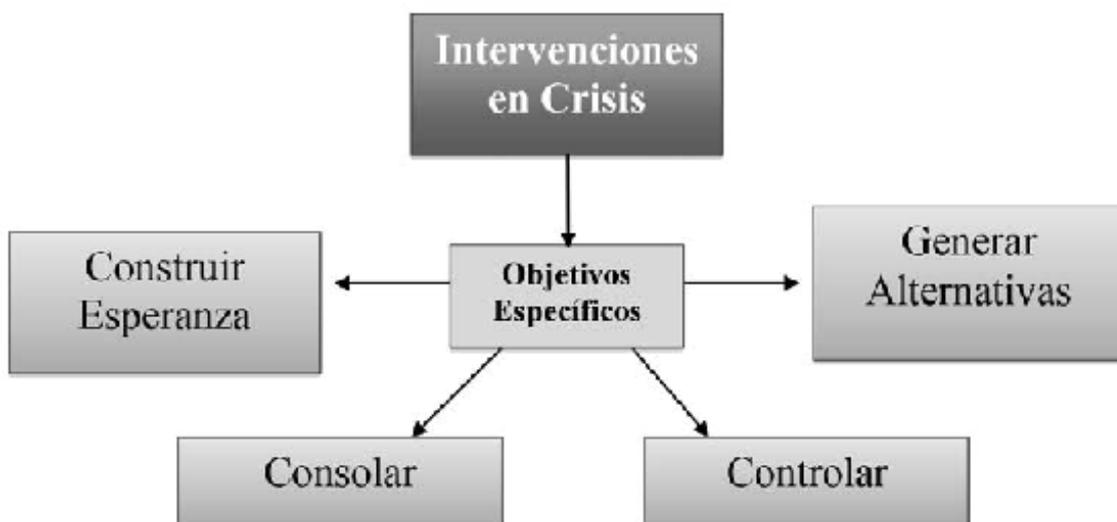 Intervenciones
en Crisis
Construir
Esperanza
Objetivos
Específicos
Generar
Alternativas
Consolar
Controlar